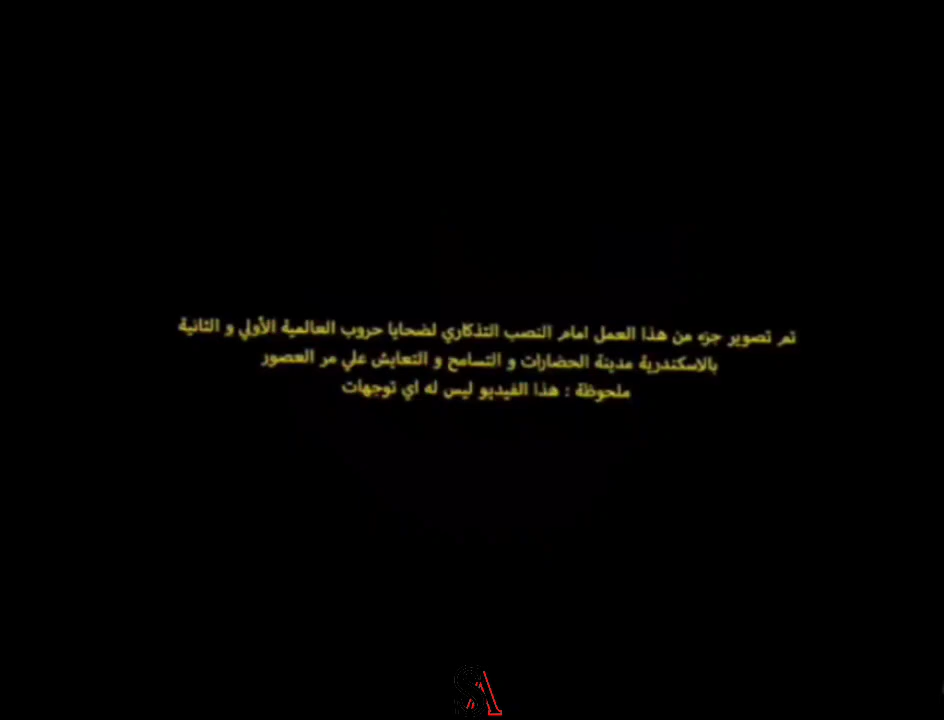 تم تصوير جزء من هذا العمل امام النصب التذكاري لضحايا حروب العالمية الأولي و الثانية
بالاسكندرية مدينة الحضارات و التسامح و التعايش علي مر العصور
ملحوظة : هذا الفيديو ليس له اي توجهات
SA